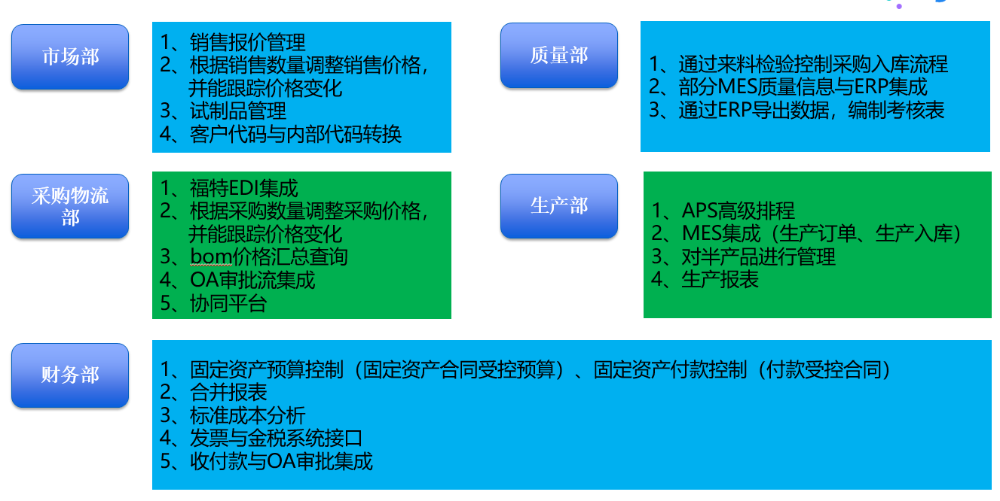 市场部
1、销售报价管理
2、根据销售数量调整销售价格，
并能跟踪价格变化
3、试制品管理
4、客户代码与内部代码转换
质量部
1、通过来料检验控制采购入库流程
2、部分MES质量信息与ERP集成
3、通过ERP导出数据，编制考核表
采购物流
部
1、福特EDI集成
2、根据采购数量调整采购价格，
并能跟踪价格变化
3、bom价格汇总查询
4、OA审批流集成
5、协同平台
生产部
1、APS高级排程
2、MES集成（生产订单、生产入库）
3、对半产品进行管理
4、生产报表
财务部
1、固定资产预算控制（固定资产合同受控预算）、固定资产付款控制（付款受控合同）
2、合并报表
3、标准成本分析
4、发票与金税系统接口
5、收付款与OA审批集成